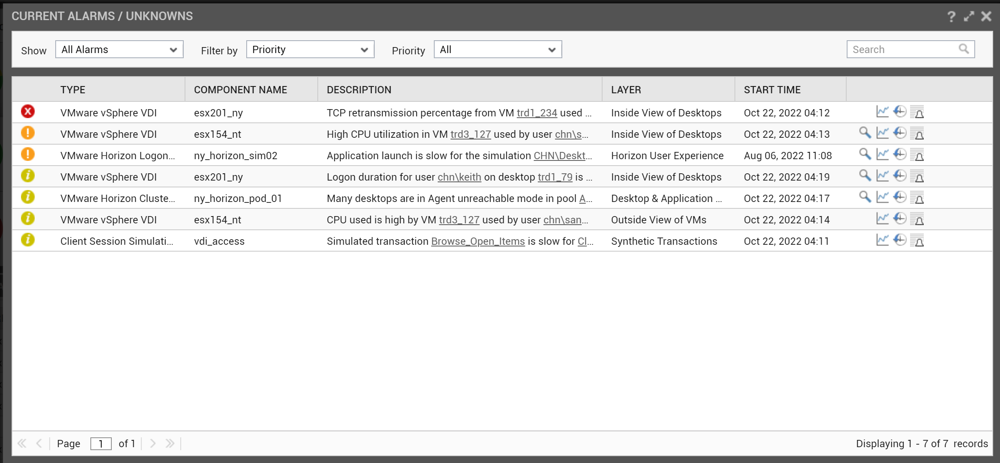 CURRENT ALARMS / UNKNOWNS
Show All Alarms Filter by Priority Priority All Search
TYPE COMPONENT NAME DESCRIPTION LAYER START TIME
VMware vSphere VDI esx201_ny TCP retransmission percentage from VM trd1_234 used ... Inside View of Desktops Oct 22, 2022 04:12
VMware vSphere VDI esx154_nt High CPU utilization in VM trd3_127 used by user chn\s... Inside View of Desktops Oct 22, 2022 04:13
VMware Horizon Logon... ny_horizon_sim02 Application launch is slow for the simulation CHN\Deskt... Horizon User Experience Aug 06, 2022 11:08
VMware vSphere VDI esx201_ny Logon duration for user chn\keith on desktop trd1_79 is ... Inside View of Desktops Oct 22, 2022 04:19
VMware Horizon Cluste... ny_horizon_pod_01 Many desktops are in Agent unreachable mode in pool A... Desktop & Application ... Oct 22, 2022 04:17
VMware vSphere VDI esx154_nt CPU used is high by VM trd3_127 used by user chn\san... Outside View of VMs Oct 22, 2022 04:14
Client Session Simulati... vdi_access Simulated transaction Browse_Open_Items is slow for Cl... Synthetic Transactions Oct 22, 2022 04:11
Page 1 of 1 Displaying 1 - 7 of 7 records